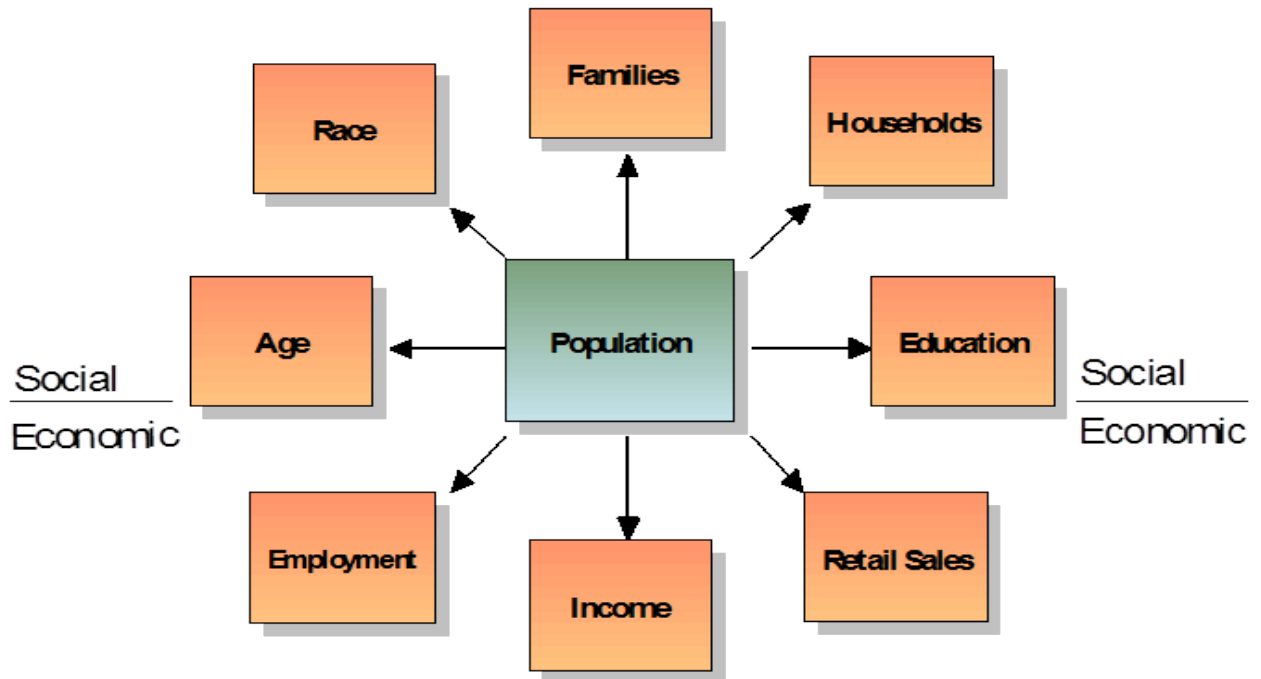 Families
Race
Households
Age
Population
Education
Social
Economic
Social
Economic
Employment
Income
Retail Sales